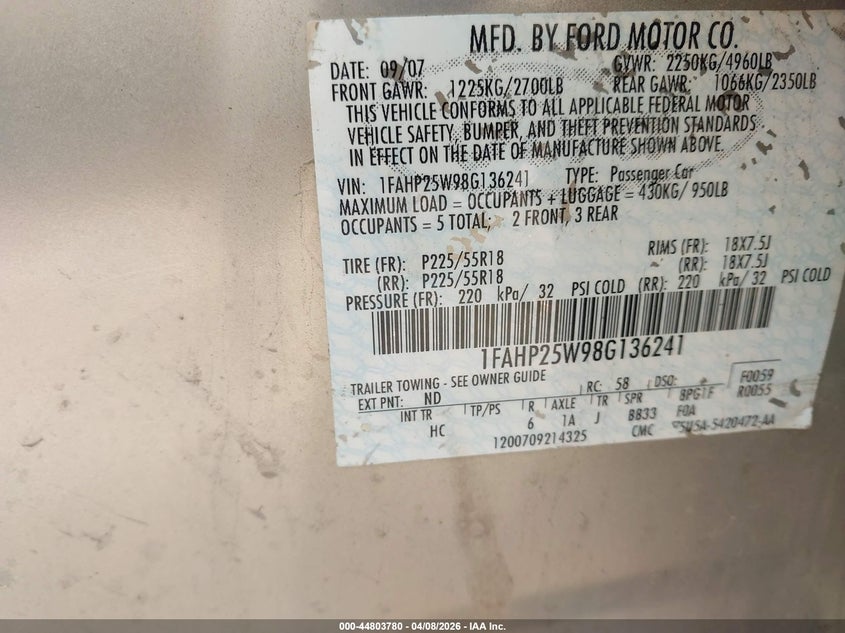 MFD. BY FORD MOTOR CO.
DATE: 09/07 GVWR: 2250KG/4960LB
FRONT GAWR: 1225KG/2700LB REAR GAWR: 1066KG/2350LB
THIS VEHICLE CONFORMS TO ALL APPLICABLE FEDERAL MOTOR
VEHICLE SAFETY, BUMPER, AND THEFT PREVENTION STANDARDS
IN EFFECT ON THE DATE OF MANUFACTURE SHOWN ABOVE.
VIN: 1FAHP25W98G136241 TYPE: Passenger Car
MAXIMUM LOAD = OCCUPANTS + LUGGAGE = 430KG/ 950LB
OCCUPANTS = 5 TOTAL; 2 FRONT, 3 REAR
TIRE (FR): P225/55R18 RIMS (FR): 18X7.5J
(RR): P225/55R18 (RR): 18X7.5J
PRESSURE (FR): 220 kPa/ 32 PSI COLD (RR): 220 kPa/ 32 PSI COLD
1FAHP25W98G136241
TRAILER TOWING - SEE OWNER GUIDE
EXT PNT: ND RC: 58 DSO: F0059
R0055
INT TR TP/PS R AXLE TR SPR
HC 6 1A J BB33 FOA
1200709214325 CMC
000-44803780 - 04/08/2026 - IAA Inc.